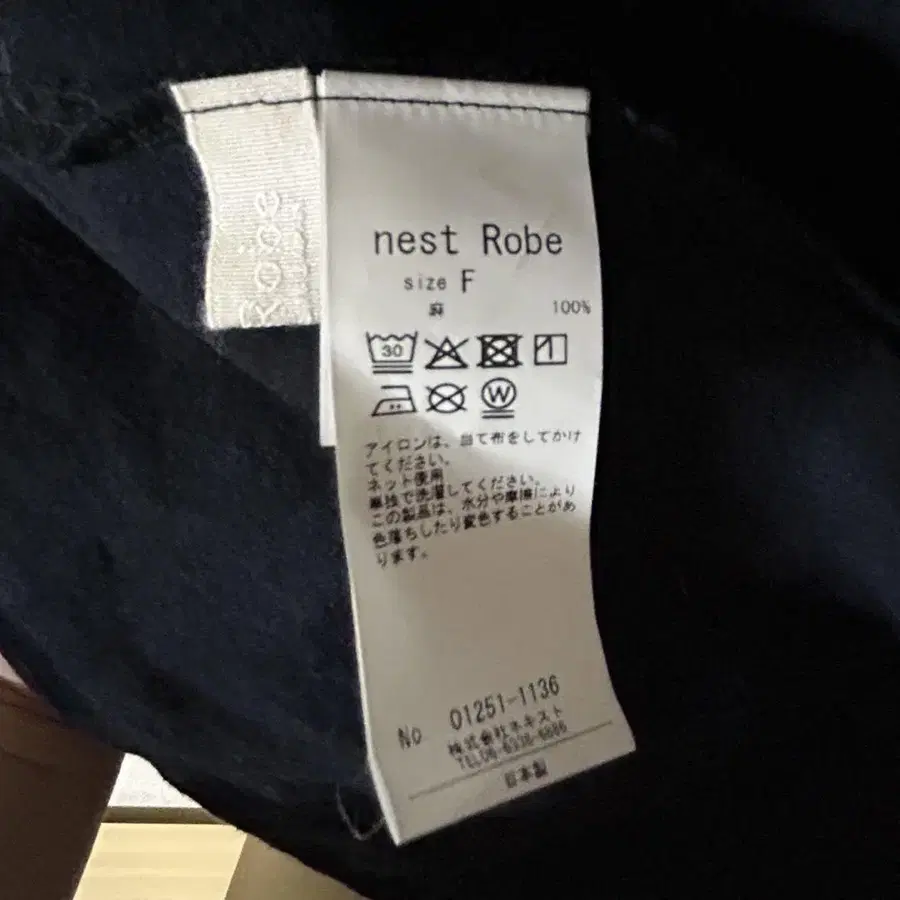 Robe
nest Robe
size F
麻 100%
30
W
アイロンは、当て布をしてかけ
てください。
ネット使用
単独で洗濯してください。
この製品は、水分や摩擦により
色落ちしたり変色することがあ
ります。
No 01251-1136
株式会社ネキスト
日本製